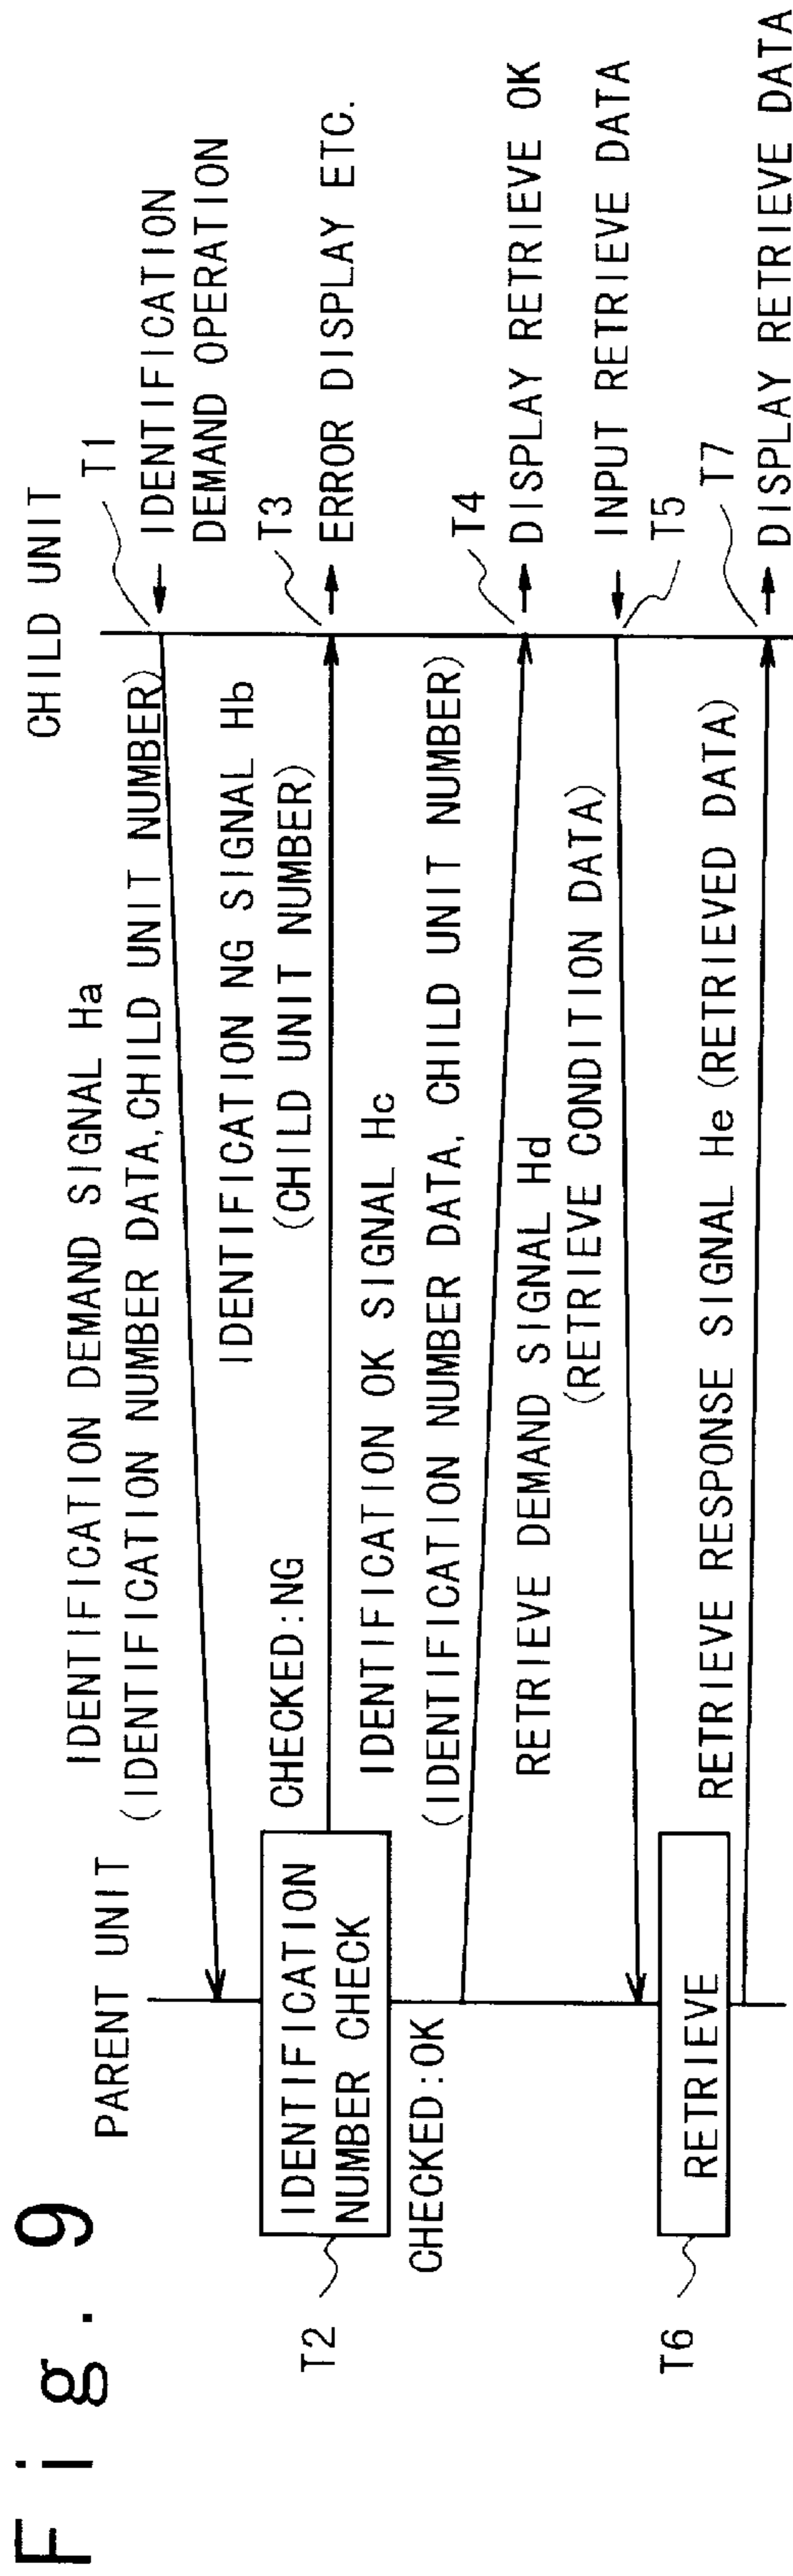 Fig. 9
PARENT UNIT
CHILD UNIT
IDENTIFICATION DEMAND SIGNAL Ha
(IDENTIFICATION NUMBER DATA,CHILD UNIT NUMBER)
T1
IDENTIFICATION
DEMAND OPERATION
T2
IDENTIFICATION
NUMBER CHECK
CHECKED:NG
IDENTIFICATION NG SIGNAL Hb
(CHILD UNIT NUMBER)
T3
ERROR DISPLAY ETC.
CHECKED:OK
IDENTIFICATION OK SIGNAL Hc
(IDENTIFICATION NUMBER DATA, CHILD UNIT NUMBER)
T4
DISPLAY RETRIEVE OK
RETRIEVE DEMAND SIGNAL Hd
(RETRIEVE CONDITION DATA)
INPUT RETRIEVE DATA
T5
T6
RETRIEVE
RETRIEVE RESPONSE SIGNAL He (RETRIEVED DATA)
T7
DISPLAY RETRIEVE DATA